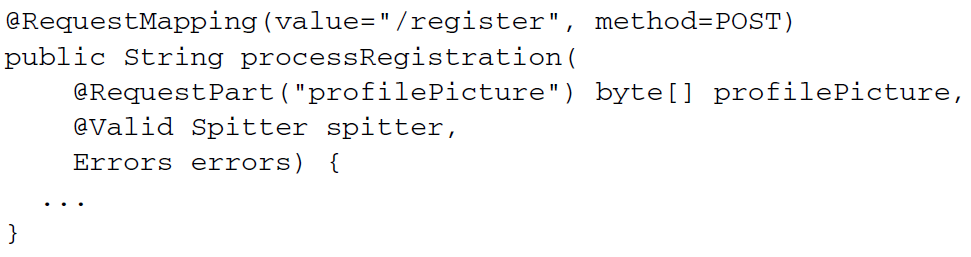 @RequestMapping(value="/register", method=POST)
public String processRegistration(
    @RequestPart("profilePicture") byte[] profilePicture,
    @Valid Spitter spitter,
    Errors errors) {
  ...
}